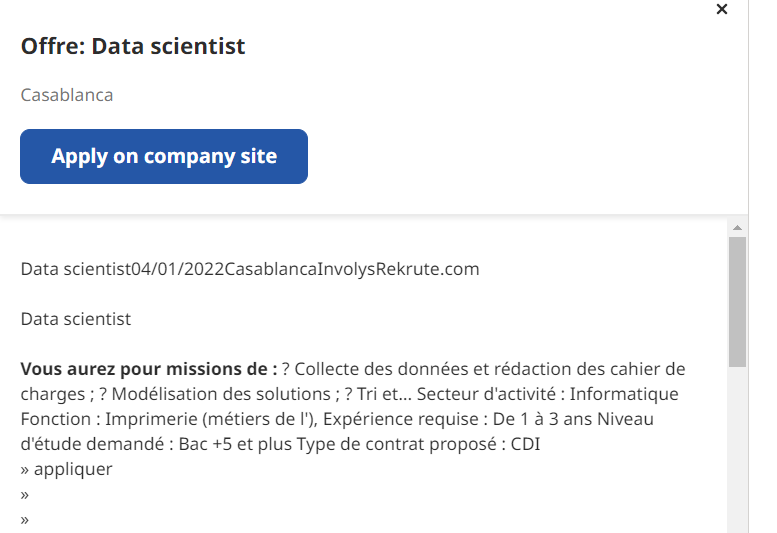 ×
Offre: Data scientist
Casablanca
Apply on company site
Data scientist04/01/2022CasablancaInvolysRekrute.com
Data scientist
Vous aurez pour missions de : ? Collecte des données et rédaction des cahier de
charges ; ? Modélisation des solutions ; ? Tri et... Secteur d'activité : Informatique
Fonction : Imprimerie (métiers de l'), Expérience requise : De 1 à 3 ans Niveau
d'étude demandé : Bac +5 et plus Type de contrat proposé : CDI
» appliquer
»
»